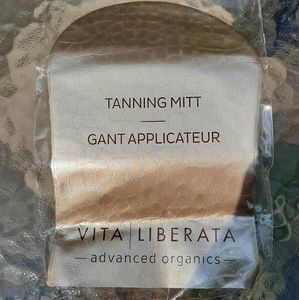 TANNING MITT
GANT APPLICATEUR
VITA | LIBERATA
—advanced organics—